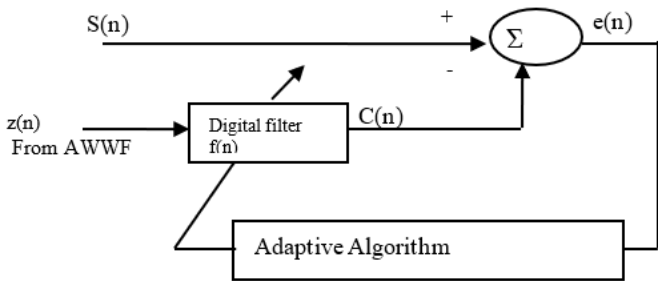 S(n)
+
Σ
e(n)
-
z(n)
From AWWF
Digital filter
f(n)
C(n)
Adaptive Algorithm